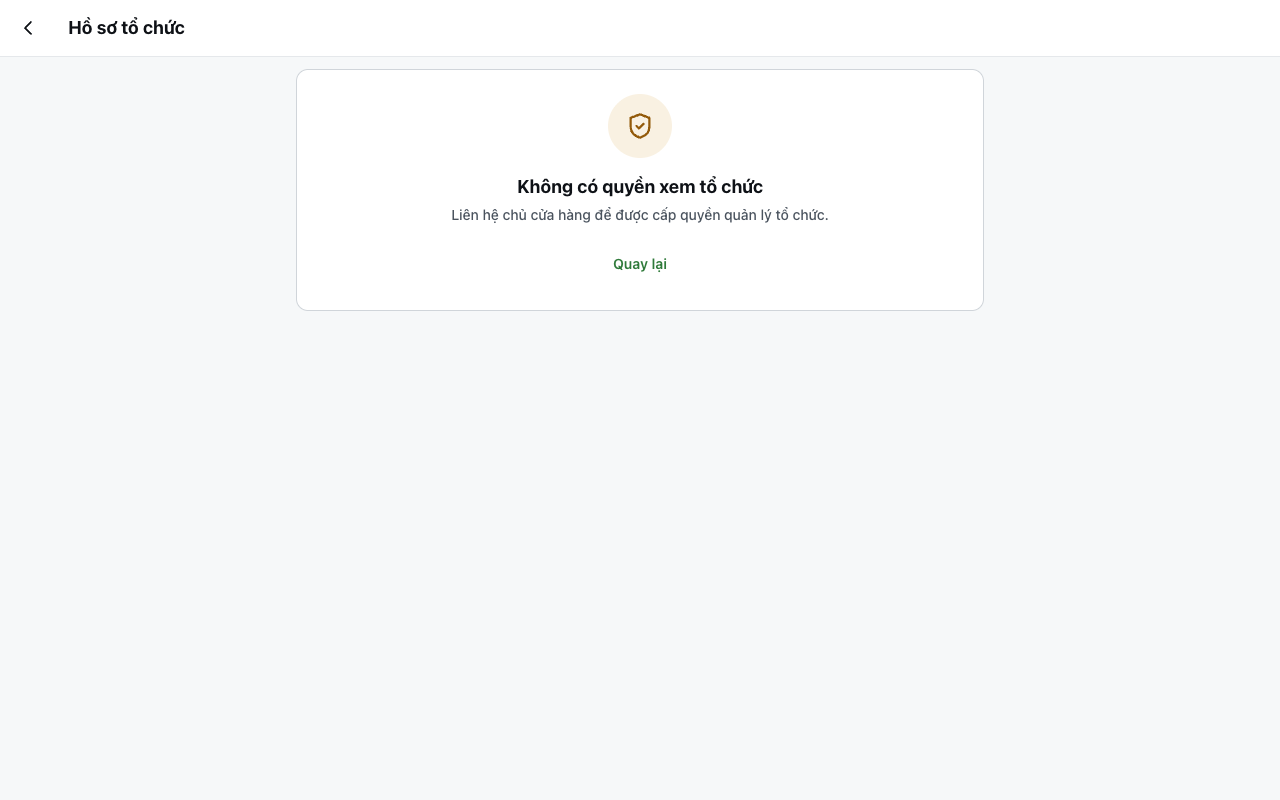 Hồ sơ tổ chức
Không có quyền xem tổ chức
Liên hệ chủ cửa hàng để được cấp quyền quản lý tổ chức.
Quay lại